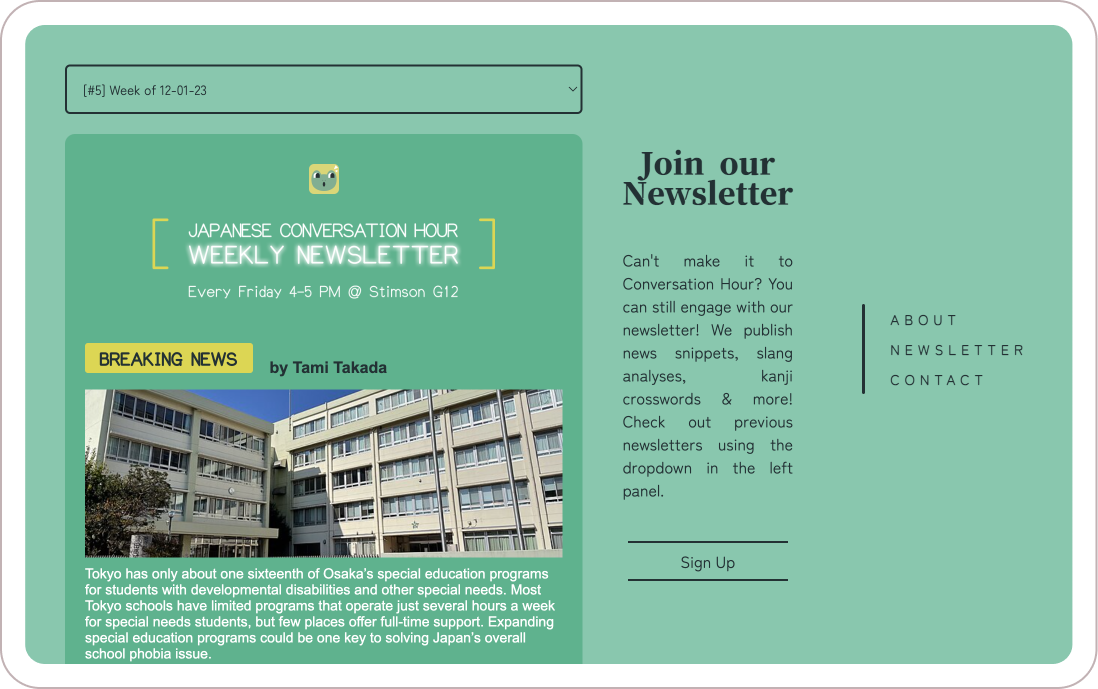 [#5] Week of 12-01-23
JAPANESE CONVERSATION HOUR
WEEKLY NEWSLETTER
Every Friday 4-5 PM @ Stimson G12
BREAKING NEWS
by Tami Takada
Tokyo has only about one sixteenth of Osaka's special education programs
for students with developmental disabilities and other special needs. Most
Tokyo schools have limited programs that operate just several hours a week
for special needs students, but few places offer full-time support. Expanding
special education programs could be one key to solving Japan's overall
school phobia issue.
Join our
Newsletter
Can't make it to
Conversation Hour? You
can still engage with our
newsletter! We publish
news snippets, slang
analyses, kanji
crosswords & more!
Check out previous
newsletters using the
dropdown in the left
panel.
Sign Up
ABOUT
NEWSLETTER
CONTACT